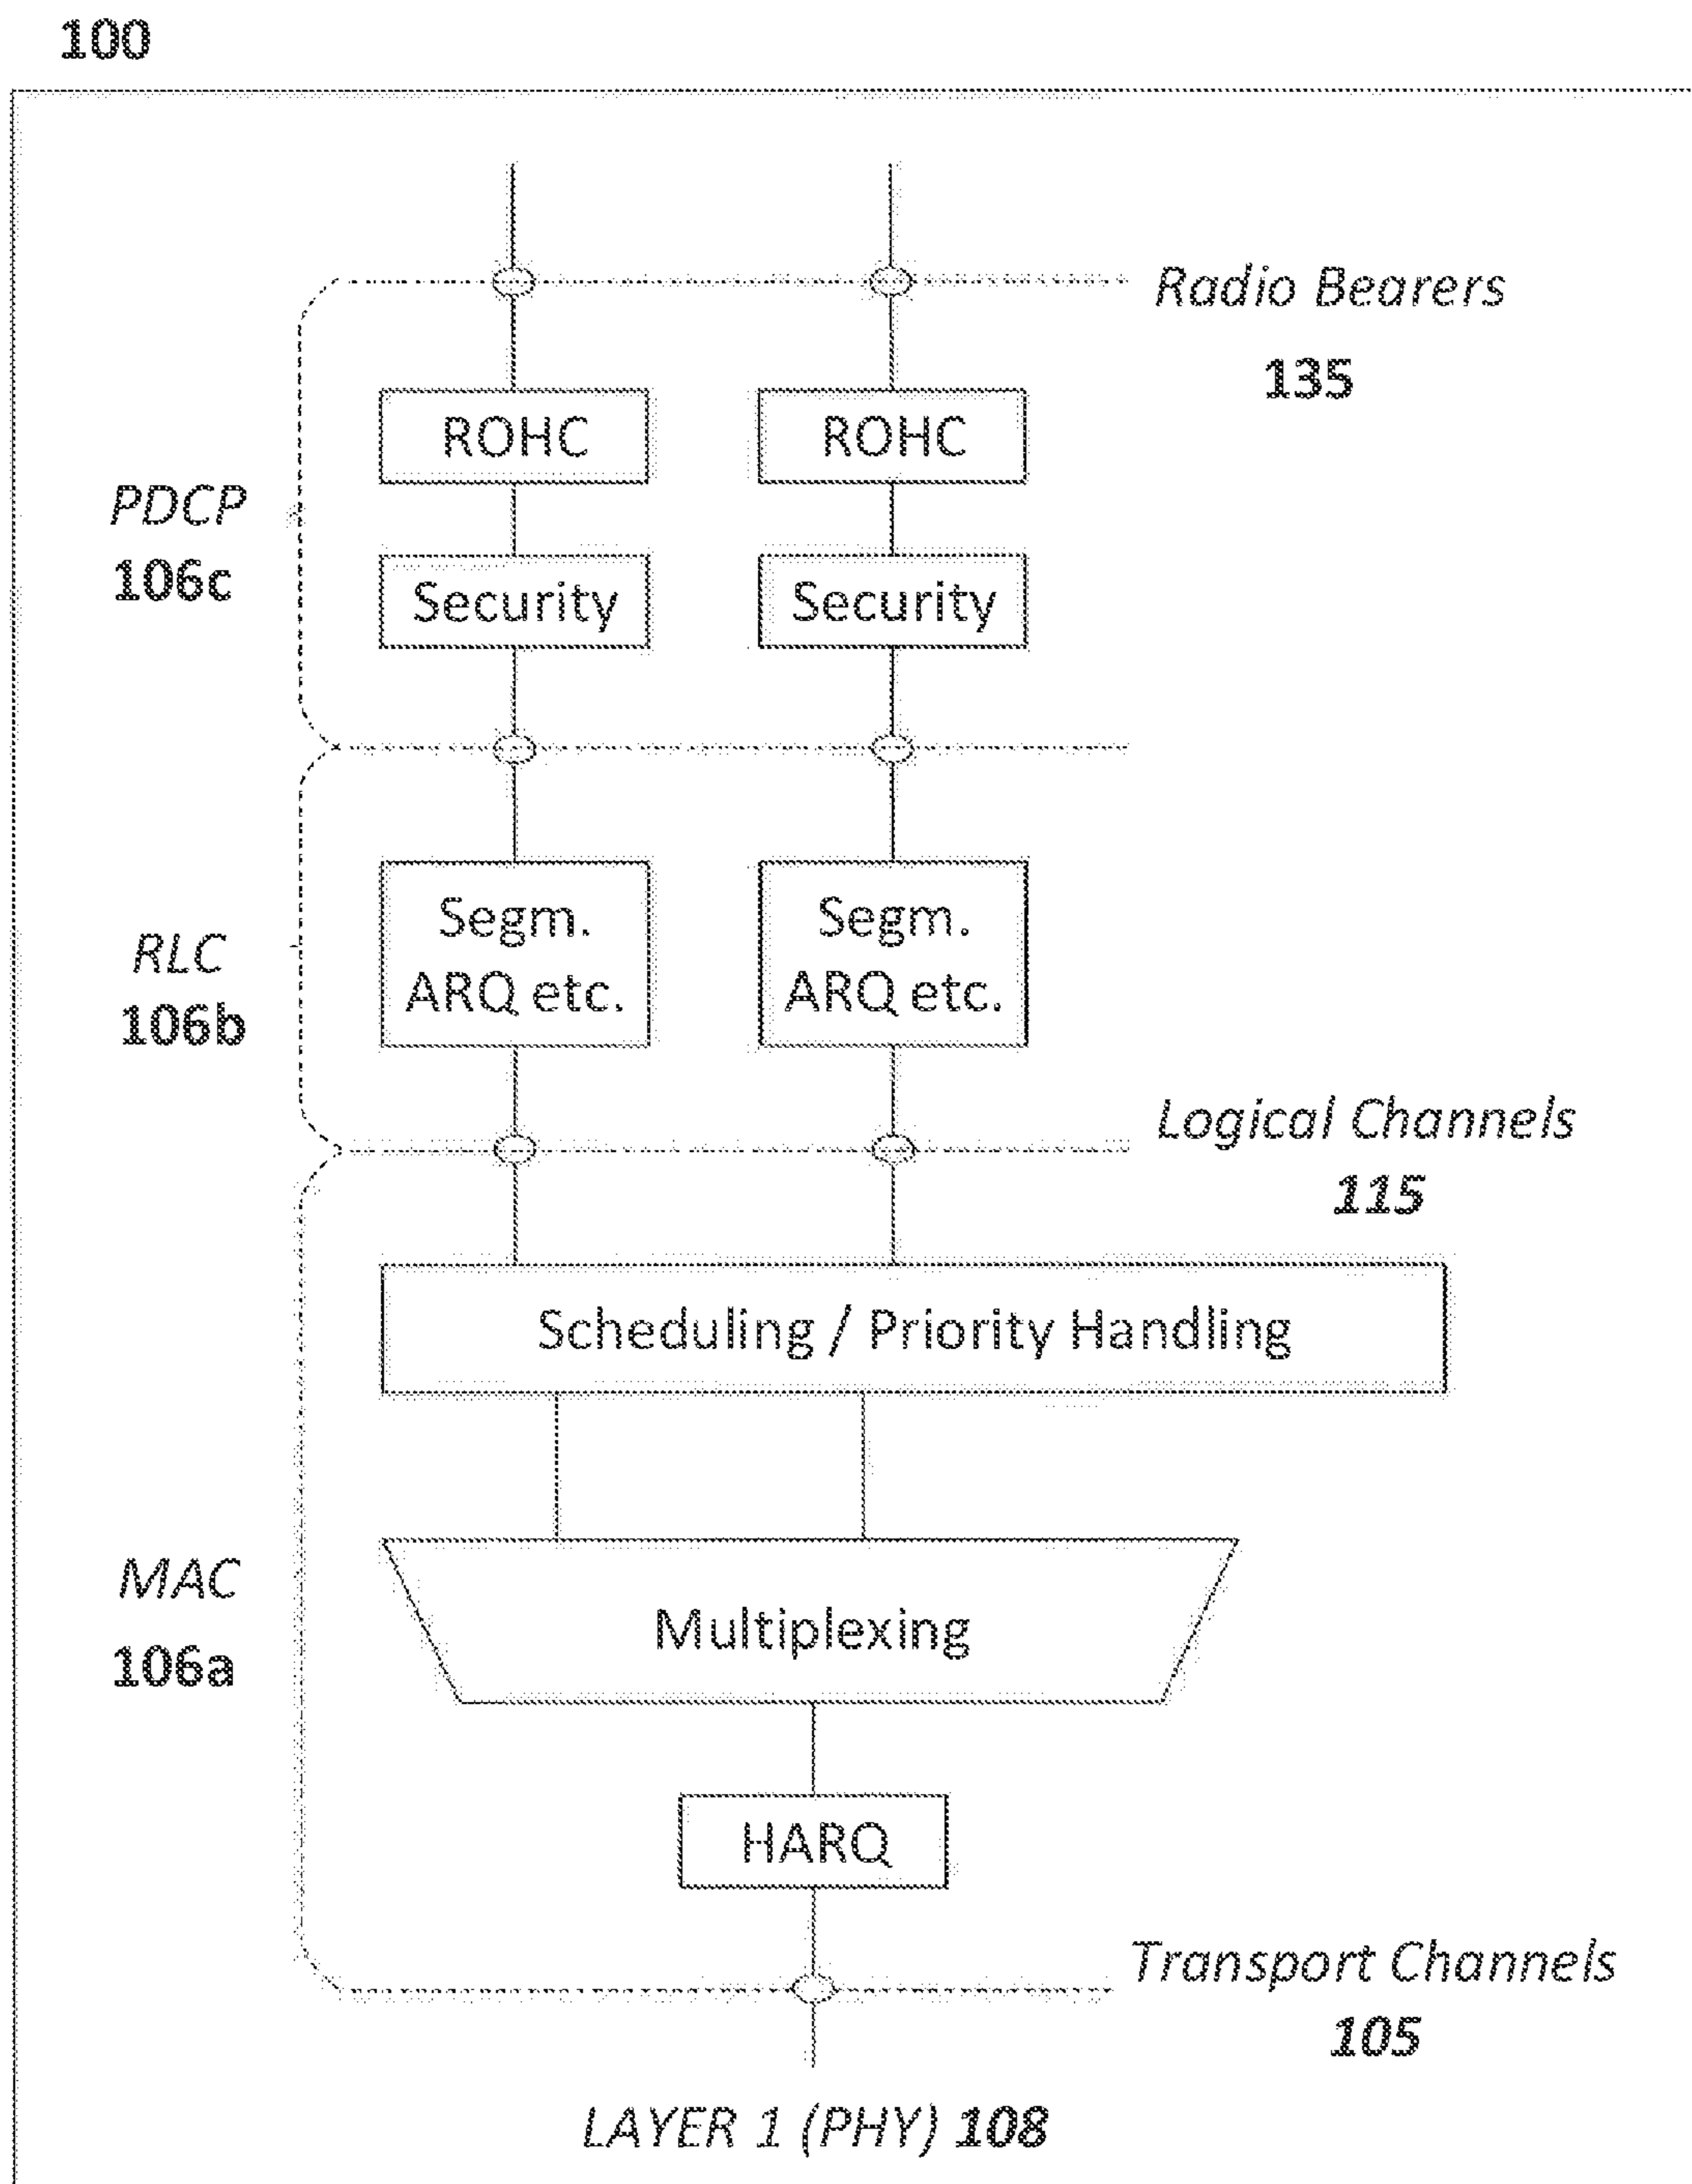 100
Radio Bearers
135
ROHC
ROHC
PDCP
106c
Security
Security
Segm.
ARQ etc.
Segm.
ARQ etc.
RLC
106b
Logical Channels
115
Scheduling / Priority Handling
MAC
106a
Multiplexing
HARQ
Transport Channels
105
LAYER 1 (PHY) 108